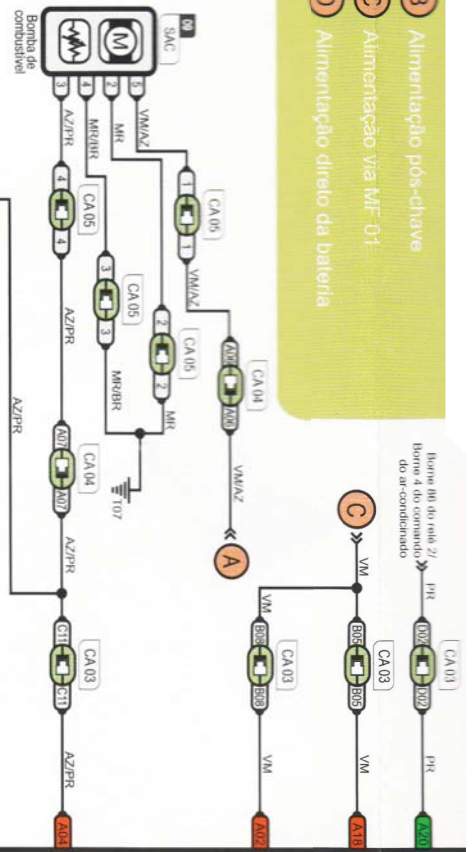 B Alimentação pós-chave
C Alimentação via MF 01
D Alimentação direto da bateria
Borne 86 do relé 2/
Borne 4 do comando
do ar-condicinado
PR
CA 03
D02
D02
PR
A20
C
VM
CA 03
B05
B05
VM
A18
VM
CA 03
B08
B08
VM
A02
09
SAC
M
Bomba de
combustível
5
VM/AZ
CA 05
1
1
VM/AZ
CA 04
A06
A06
VM/AZ
A
2
MR
CA 05
2
2
MR
4
MR/BR
CA 05
3
3
MR/BR
T07
3
AZ/PR
CA 05
4
4
AZ/PR
CA 04
A07
A07
AZ/PR
CA 03
C11
C11
AZ/PR
A04
AZ/PR